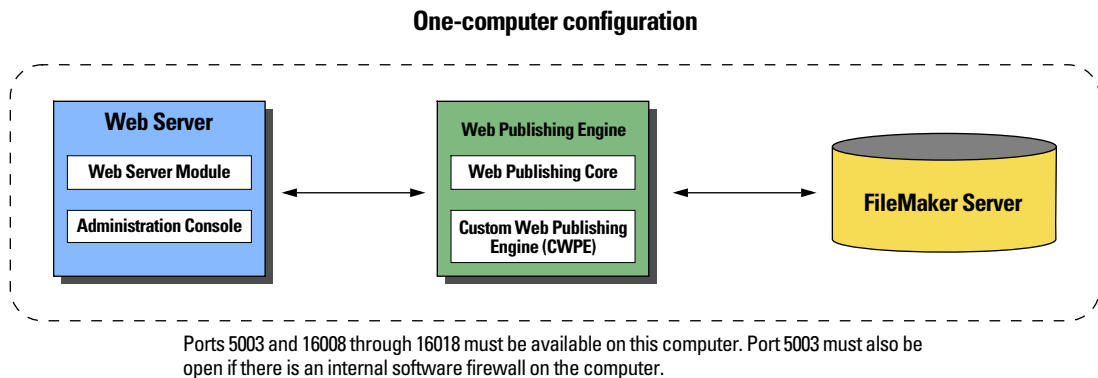 One-computer configuration
Web Server
Web Server Module
Administration Console
Web Publishing Engine
Web Publishing Core
Custom Web Publishing
Engine (CWPE)
FileMaker Server
Ports 5003 and 16008 through 16018 must be available on this computer. Port 5003 must also be
open if there is an internal software firewall on the computer.